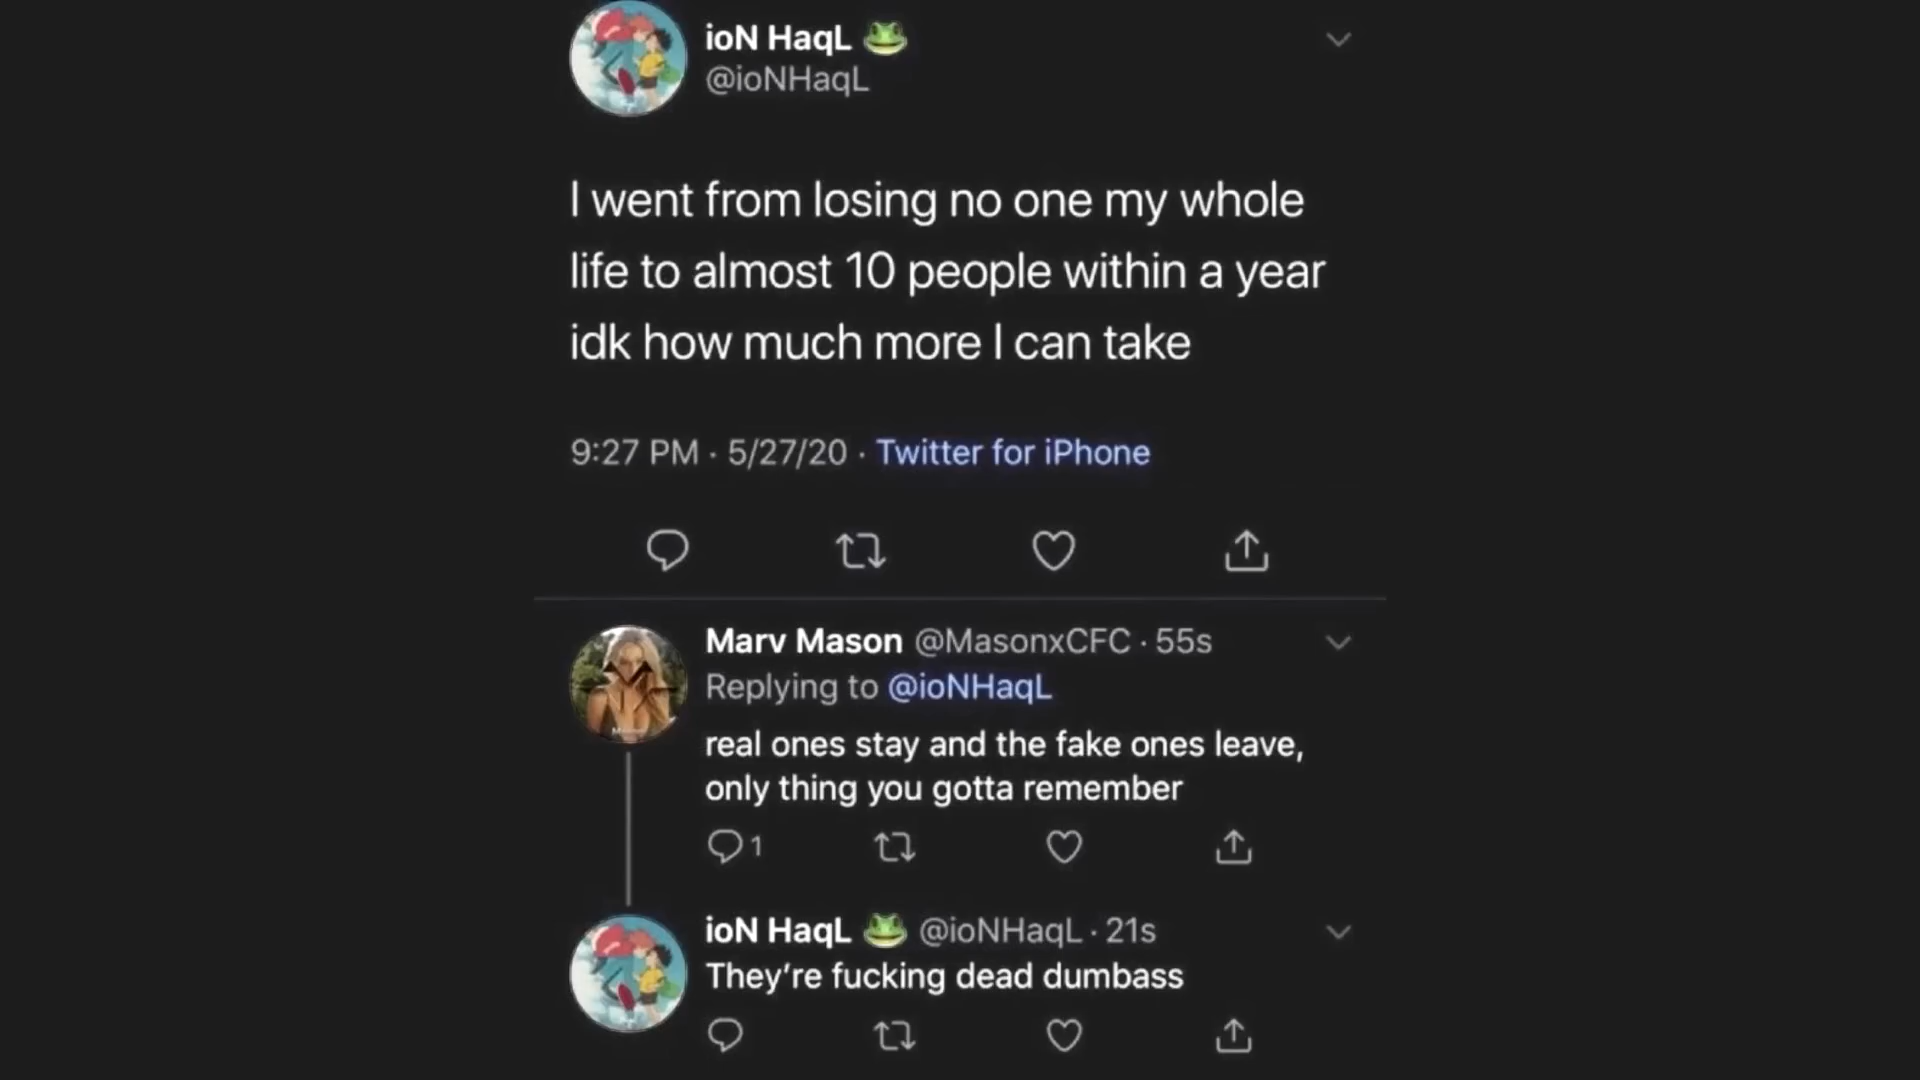 ioN HaqL 🐸
@ioNHaqL
I went from losing no one my whole
life to almost 10 people within a year
idk how much more I can take
9:27 PM · 5/27/20 · Twitter for iPhone
Marv Mason @MasonxCFC · 55s
Replying to @ioNHaqL
real ones stay and the fake ones leave,
only thing you gotta remember
1
ioN HaqL 🐸 @ioNHaqL · 21s
They're fucking dead dumbass